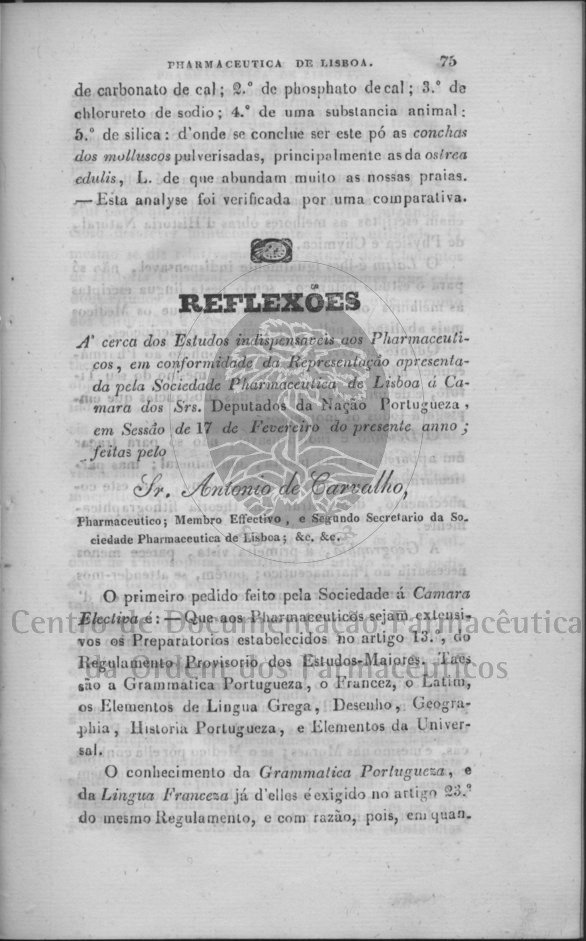 PHARMACEUTICA DE LISBOA. 75
de carbonato de cal; 2.º de phosphato de cal; 3.º de
chlorureto de sodio; 4.º de uma substancia animal:
5.º de silica: d'onde se conclue ser este pó as conchas
dos molluscos pulverisadas, principalmente as da ostrea
edulis, L. de que abundam muito as nossas praias.
— Esta analyse foi verificada por uma comparativa.
REFLEXÕES
A' cerca dos Estudos indispensaveis aos Pharmaceuti-
cos, em conformidade da Representação apresenta-
da pela Sociedade Pharmaceutica de Lisboa á Ca-
mara dos Srs. Deputados da Nação Portugueza,
em Sessão de 17 de Fevereiro do presente anno;
feitas pelo
Sr. Antonio de Carvalho,
Pharmaceutico; Membro Effectivo, e Segundo Secretario da So-
ciedade Pharmaceutica de Lisboa; &c. &c.
O primeiro pedido feito pela Sociedade á Camara
Electiva é: — Que aos Pharmaceuticos sejam extensi-
vos os Preparatorios estabelecidos no artigo 13.º, do
Regulamento Provisorio dos Estudos-Maiores. Taes
são a Grammatica Portugueza, o Francez, o Latim,
os Elementos de Lingua Grega, Desenho, Geogra-
phia, Historia Portugueza, e Elementos da Univer-
sal.
O conhecimento da Grammatica Portugueza, e
da Lingua Franceza já d'elles é exigido no artigo 23.º
do mesmo Regulamento, e com razão, pois, em quan-
Centro de Documentação Farmacêutica
da Ordem dos Farmacêuticos